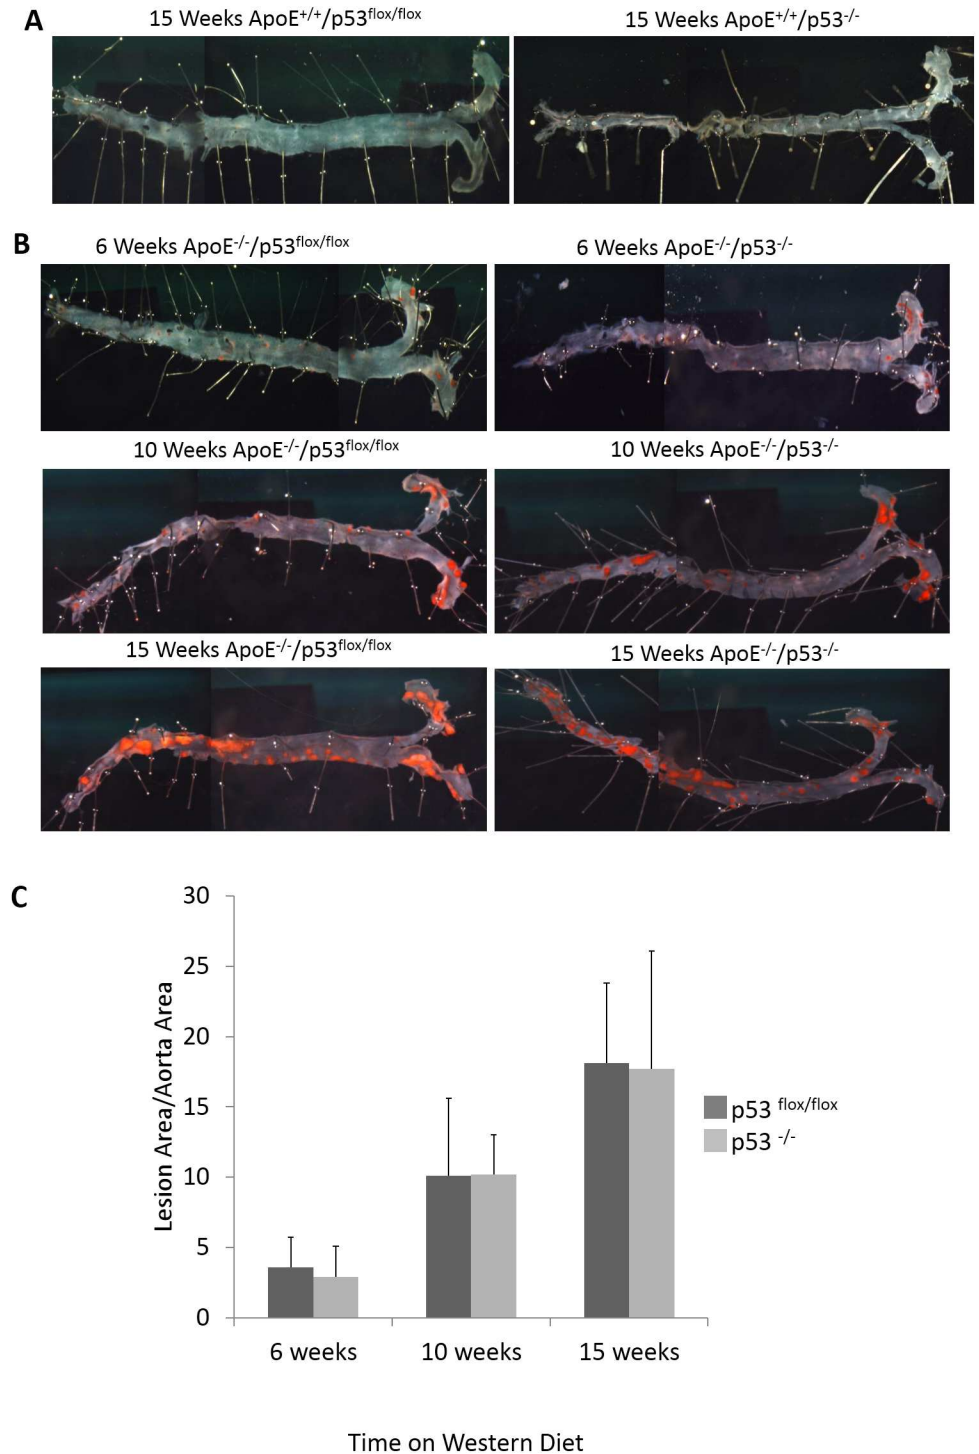 A
15 Weeks ApoE+/+/p53flox/flox
15 Weeks ApoE+/+/p53-/-
B
6 Weeks ApoE-/-/p53flox/flox
6 Weeks ApoE-/-/p53-/-
10 Weeks ApoE-/-/p53flox/flox
10 Weeks ApoE-/-/p53-/-
15 Weeks ApoE-/-/p53flox/flox
15 Weeks ApoE-/-/p53-/-
C
Lesion Area/Aorta Area
30
25
20
15
10
5
0
6 weeks
10 weeks
15 weeks
p53 flox/flox
p53 -/-
Time on Western Diet